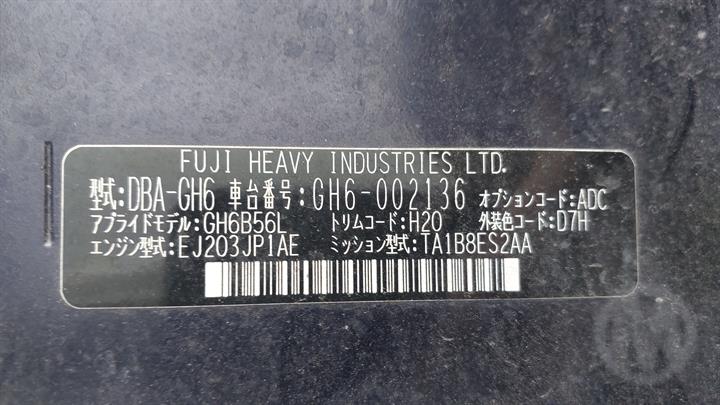 FUJI HEAVY INDUSTRIES LTD.
型式:DBA-GH6 車台番号:GH6-002136 オプションコード:ADC
アプライドモデル:GH6B56L トリムコード:H20 外装色コード:D7H
エンジン型式:EJ203JP1AE ミッション型式:TA1B8ES2AA